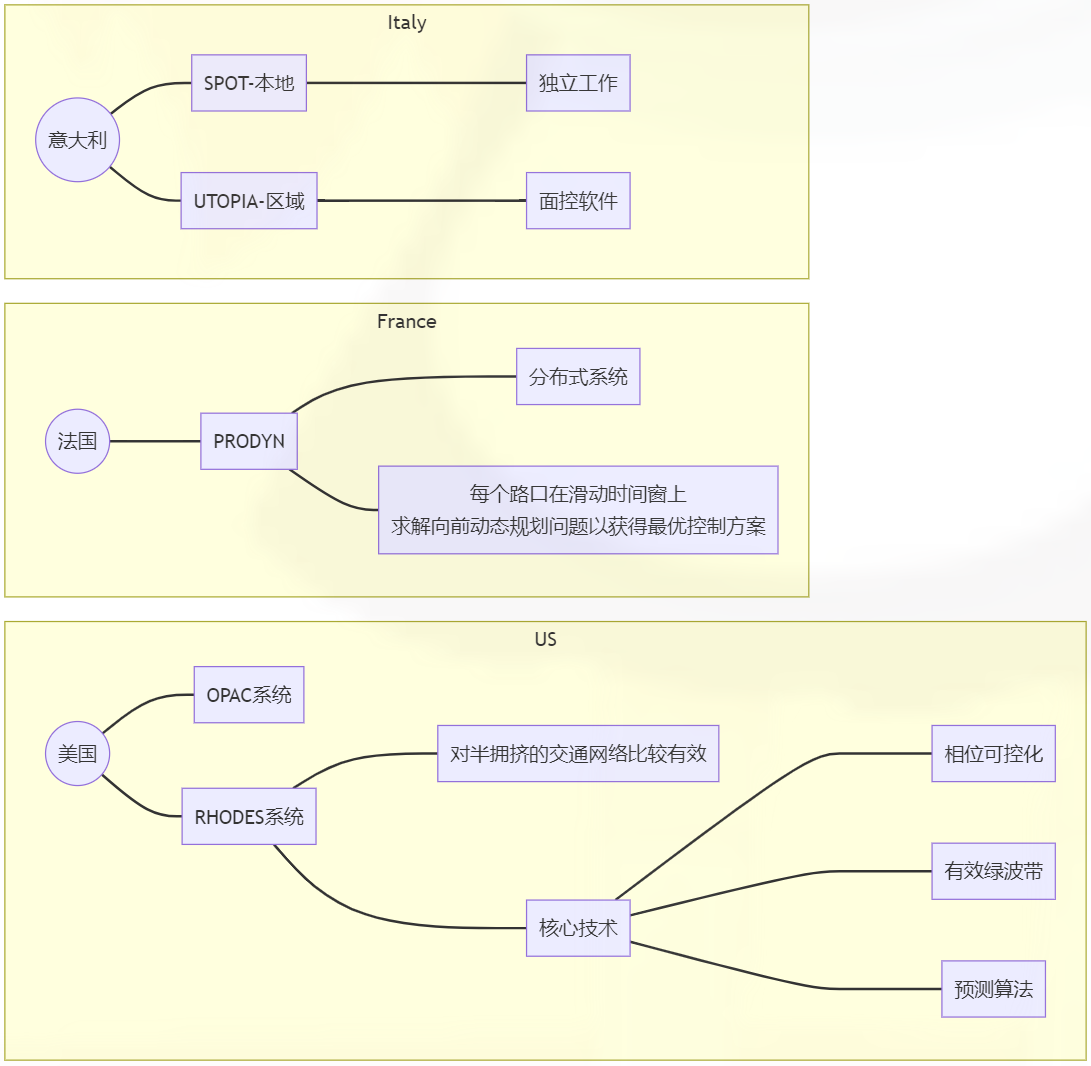 Italy
SPOT-本地
独立工作
意大利
UTOPIA-区域
面控软件
France
分布式系统
法国
PRODYN
每个路口在滑动时间窗上
求解向前动态规划问题以获得最优控制方案
US
OPAC系统
美国
对半拥挤的交通网络比较有效
相位可控化
RHODES系统
有效绿波带
核心技术
预测算法